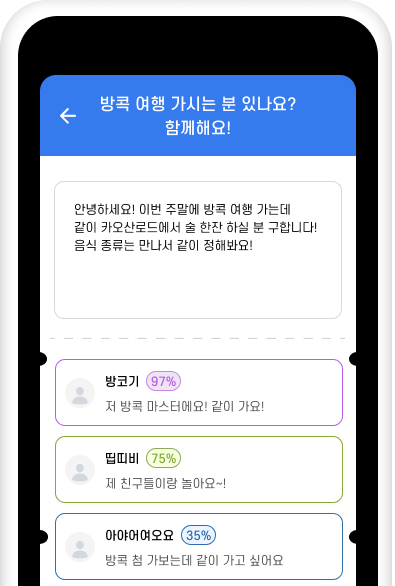 방콕 여행 가시는 분 있나요?
함께해요!
안녕하세요! 이번 주말에 방콕 여행 가는데
같이 카오산로드에서 술 한잔 하실 분 구합니다!
음식 종류는 만나서 같이 정해봐요!
방코기 97%
저 방콕 마스터에요! 같이 가요!
띱띠비 75%
제 친구들이랑 놀아요~!
아야어여오요 35%
방콕 첨 가보는데 같이 가고 싶어요